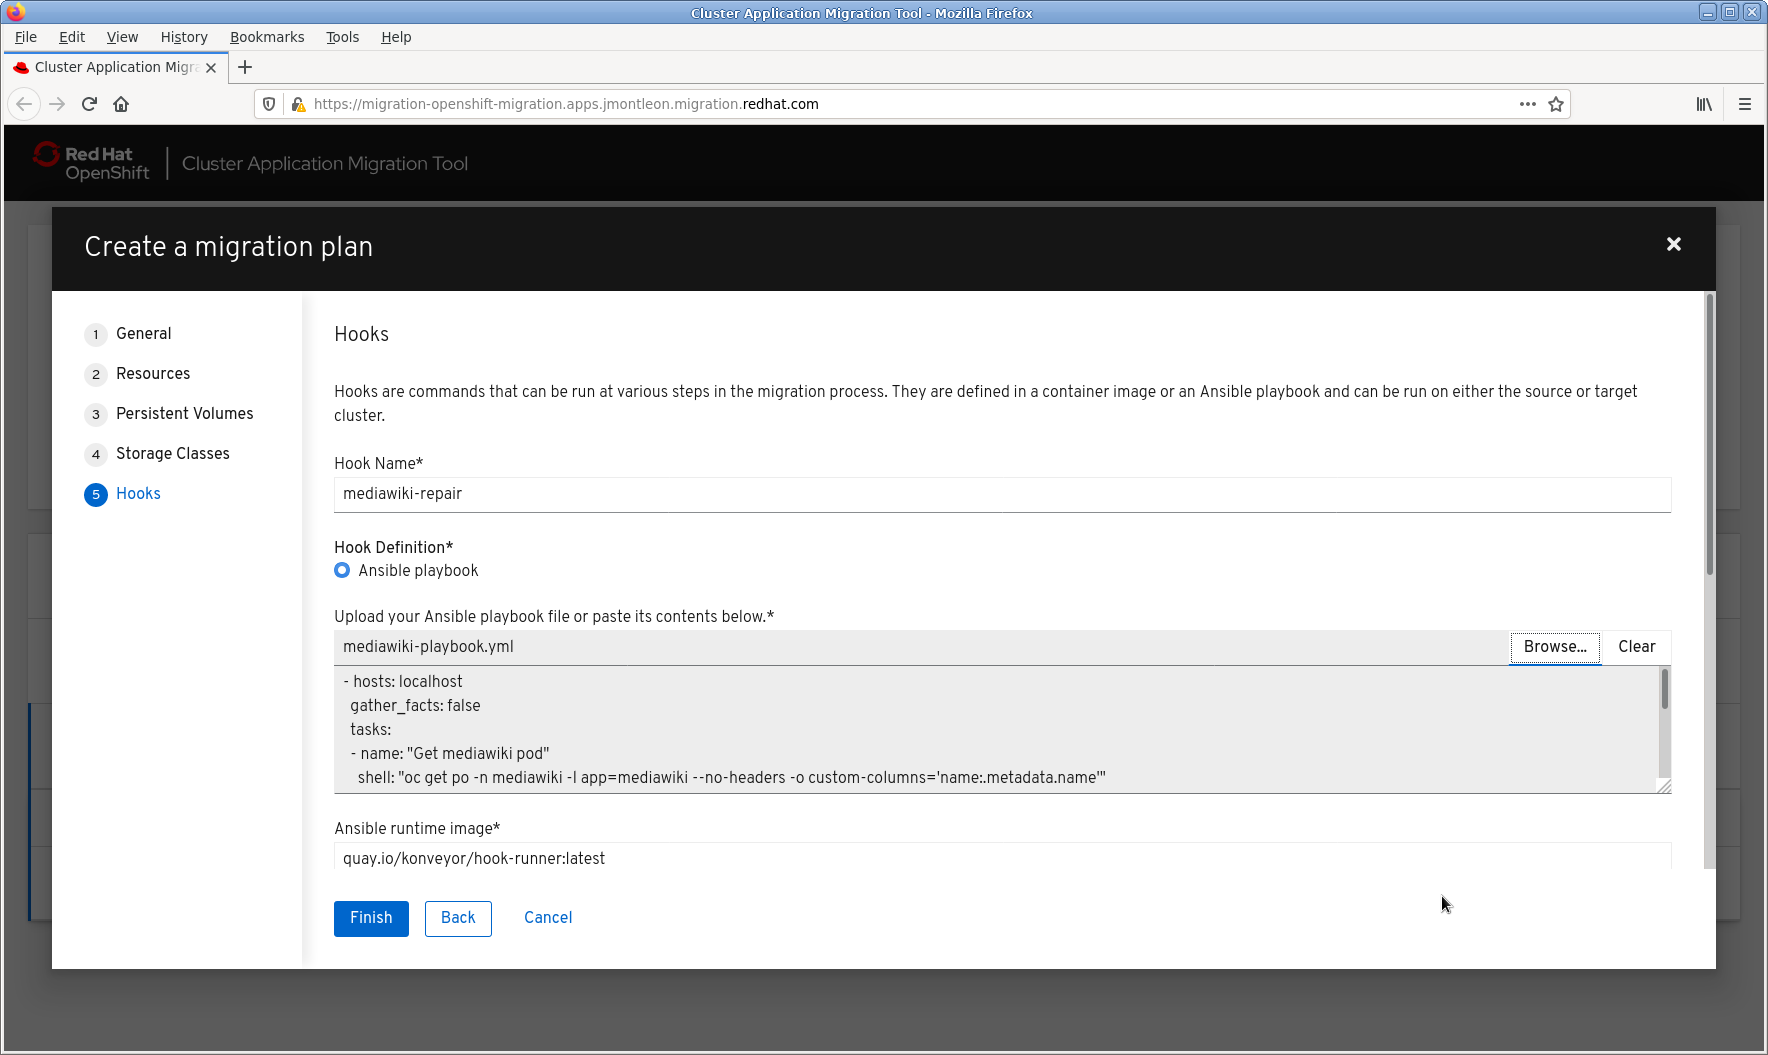 Cluster Application Migration Tool - Mozilla Firefox
File Edit View History Bookmarks Tools Help
Cluster Application Migra
https://migration-openshift-migration.apps.jmontleon.migration.redhat.com
Red Hat
OpenShift
Cluster Application Migration Tool
Create a migration plan
1 General
2 Resources
3 Persistent Volumes
4 Storage Classes
5 Hooks
Hooks
Hooks are commands that can be run at various steps in the migration process. They are defined in a container image or an Ansible playbook and can be run on either the source or target
cluster.
Hook Name*
mediawiki-repair
Hook Definition*
Ansible playbook
Upload your Ansible playbook file or paste its contents below.*
mediawiki-playbook.yml Browse... Clear
- hosts: localhost
  gather_facts: false
  tasks:
  - name: "Get mediawiki pod"
    shell: "oc get po -n mediawiki -l app=mediawiki --no-headers -o custom-columns='name:.metadata.name'"
Ansible runtime image*
quay.io/konveyor/hook-runner:latest
Finish Back Cancel